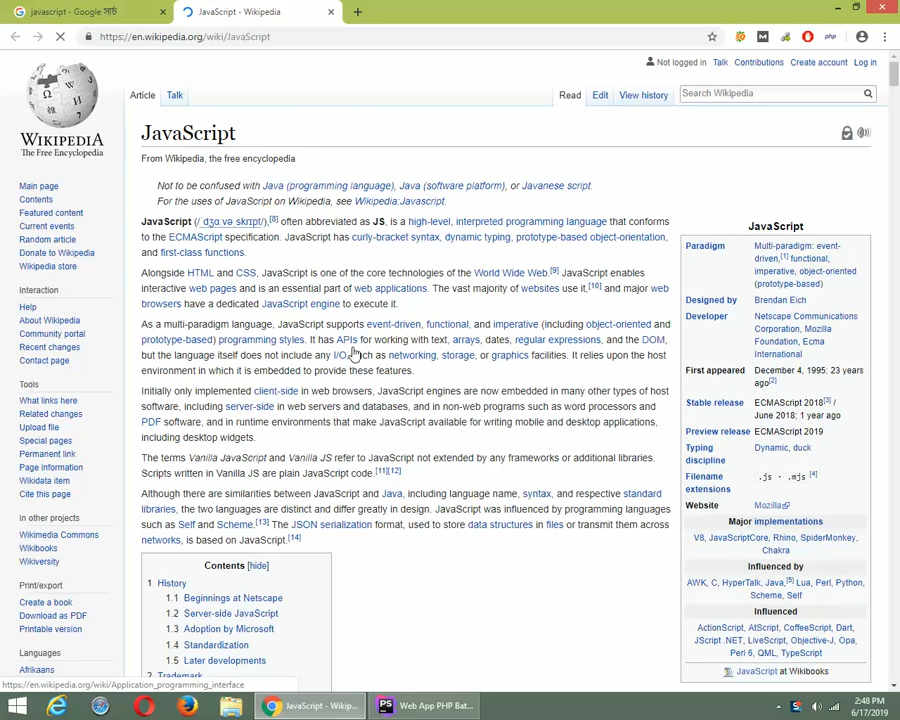 javascript - Google সার্চ
JavaScript - Wikipedia
https://en.wikipedia.org/wiki/JavaScript
php
Not logged in Talk Contributions Create account Log in
Article Talk
Read Edit View history
Search Wikipedia
WIKIPEDIA
The Free Encyclopedia
Main page
Contents
Featured content
Current events
Random article
Donate to Wikipedia
Wikipedia store
Interaction
Help
About Wikipedia
Community portal
Recent changes
Contact page
Tools
What links here
Related changes
Upload file
Special pages
Permanent link
Page information
Wikidata item
Cite this page
In other projects
Wikimedia Commons
Wikibooks
Wikiversity
Print/export
Create a book
Download as PDF
Printable version
Languages
Afrikaans
JavaScript
From Wikipedia, the free encyclopedia
Not to be confused with Java (programming language), Java (software platform), or Javanese script.
For the uses of JavaScript on Wikipedia, see Wikipedia:Javascript.
JavaScript (/ˈdʒɑːvəˌskrɪpt/),[8] often abbreviated as JS, is a high-level, interpreted programming language that conforms
to the ECMAScript specification. JavaScript has curly-bracket syntax, dynamic typing, prototype-based object-orientation,
and first-class functions.
Alongside HTML and CSS, JavaScript is one of the core technologies of the World Wide Web.[9] JavaScript enables
interactive web pages and is an essential part of web applications. The vast majority of websites use it,[10] and major web
browsers have a dedicated JavaScript engine to execute it.
As a multi-paradigm language, JavaScript supports event-driven, functional, and imperative (including object-oriented and
prototype-based) programming styles. It has APIs for working with text, arrays, dates, regular expressions, and the DOM,
but the language itself does not include any I/O, such as networking, storage, or graphics facilities. It relies upon the host
environment in which it is embedded to provide these features.
Initially only implemented client-side in web browsers, JavaScript engines are now embedded in many other types of host
software, including server-side in web servers and databases, and in non-web programs such as word processors and
PDF software, and in runtime environments that make JavaScript available for writing mobile and desktop applications,
including desktop widgets.
The terms Vanilla JavaScript and Vanilla JS refer to JavaScript not extended by any frameworks or additional libraries.
Scripts written in Vanilla JS are plain JavaScript code.[11][12]
Although there are similarities between JavaScript and Java, including language name, syntax, and respective standard
libraries, the two languages are distinct and differ greatly in design. JavaScript was influenced by programming languages
such as Self and Scheme.[13] The JSON serialization format, used to store data structures in files or transmit them across
networks, is based on JavaScript.[14]
Contents [hide]
1 History
1.1 Beginnings at Netscape
1.2 Server-side JavaScript
1.3 Adoption by Microsoft
1.4 Standardization
1.5 Later developments
2 Trademark
JavaScript
Paradigm Multi-paradigm: event-
driven,[1] functional,
imperative, object-oriented
(prototype-based)
Designed by Brendan Eich
Developer Netscape Communications
Corporation, Mozilla
Foundation, Ecma
International
First appeared December 4, 1995; 23 years
ago[2]
Stable release ECMAScript 2018[3] /
June 2018; 1 year ago
Preview release ECMAScript 2019
Typing Dynamic, duck
discipline
Filename .js · .mjs [4]
extensions
Website Mozilla
Major implementations
V8, JavaScriptCore, Rhino, SpiderMonkey,
Chakra
Influenced by
AWK, C, HyperTalk, Java,[5] Lua, Perl, Python,
Scheme, Self
Influenced
ActionScript, AtScript, CoffeeScript, Dart,
JScript .NET, LiveScript, Objective-J, Opa,
Perl 6, QML, TypeScript
JavaScript at Wikibooks
https://en.wikipedia.org/wiki/Application_programming_interface
JavaScript - Wikip...
PS Web App PHP Bat...
2:48 PM
6/17/2019